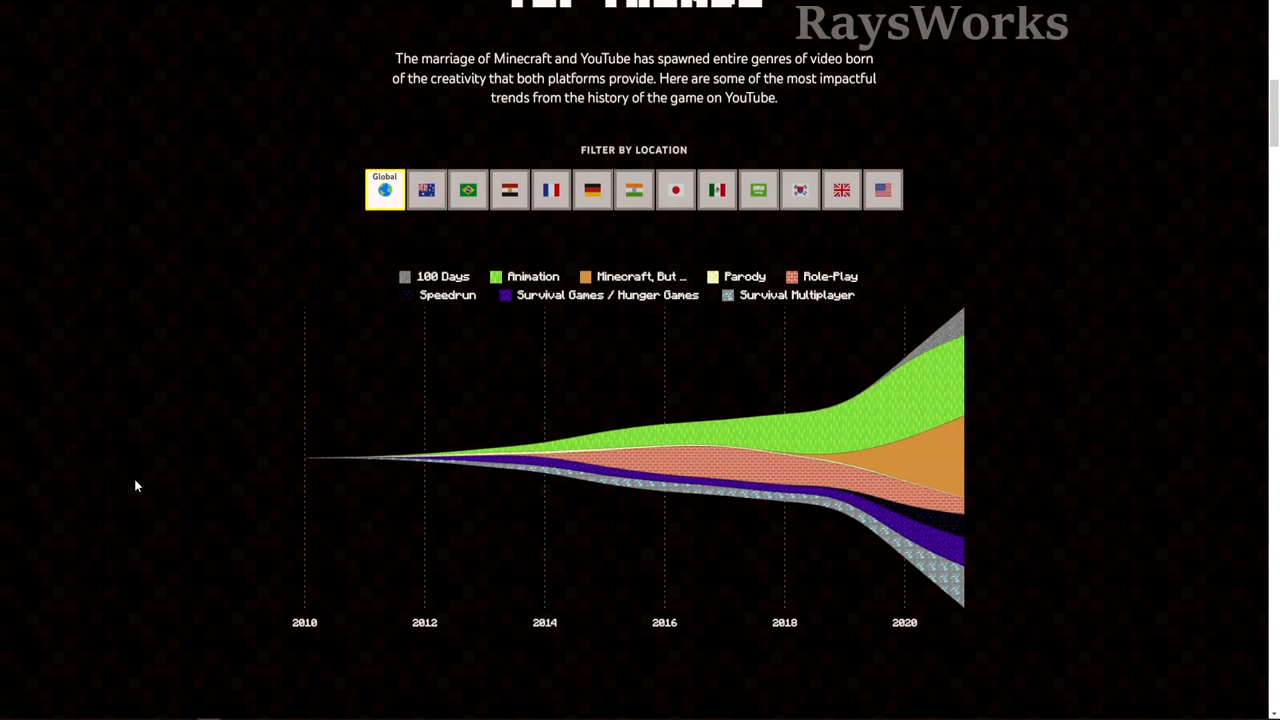 RaysWorks
The marriage of Minecraft and YouTube has spawned entire genres of video born
of the creativity that both platforms provide. Here are some of the most impactful
trends from the history of the game on YouTube.
FILTER BY LOCATION
Global
100 Days Animation Minecraft, But ... Parody Role-Play
Speedrun Survival Games / Hunger Games Survival Multiplayer
2010 2012 2014 2016 2018 2020